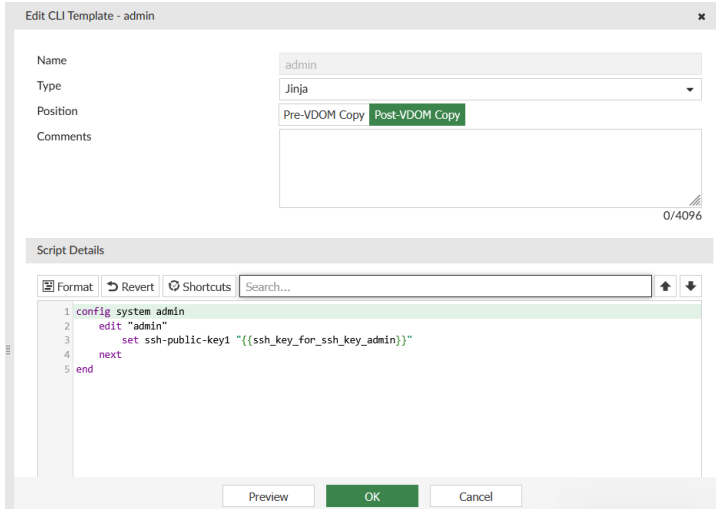 Edit CLI Template - admin
Name
admin
Type
Jinja
Position
Pre-VDOM Copy Post-VDOM Copy
Comments
0/4096
Script Details
Format Revert Shortcuts Search...
1 config system admin
2 edit "admin"
3 set ssh-public-key1 "{{ssh_key_for_ssh_key_admin}}"
4 next
5 end
Preview OK Cancel